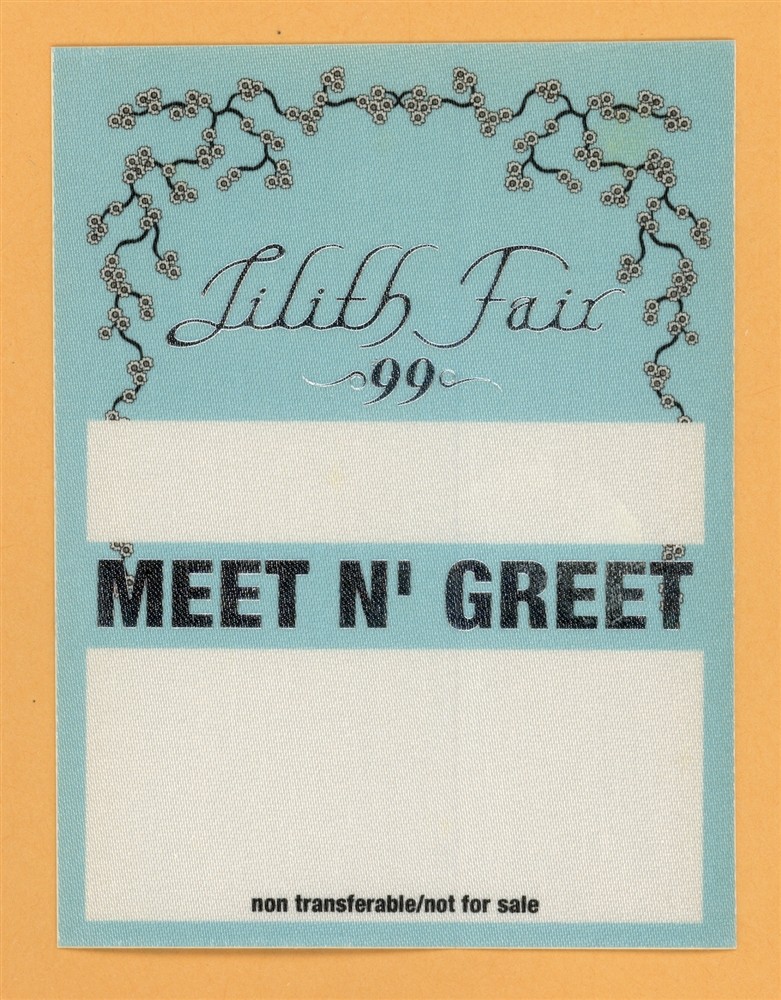 Lilith Fair
99
MEET N' GREET
non transferable/not for sale